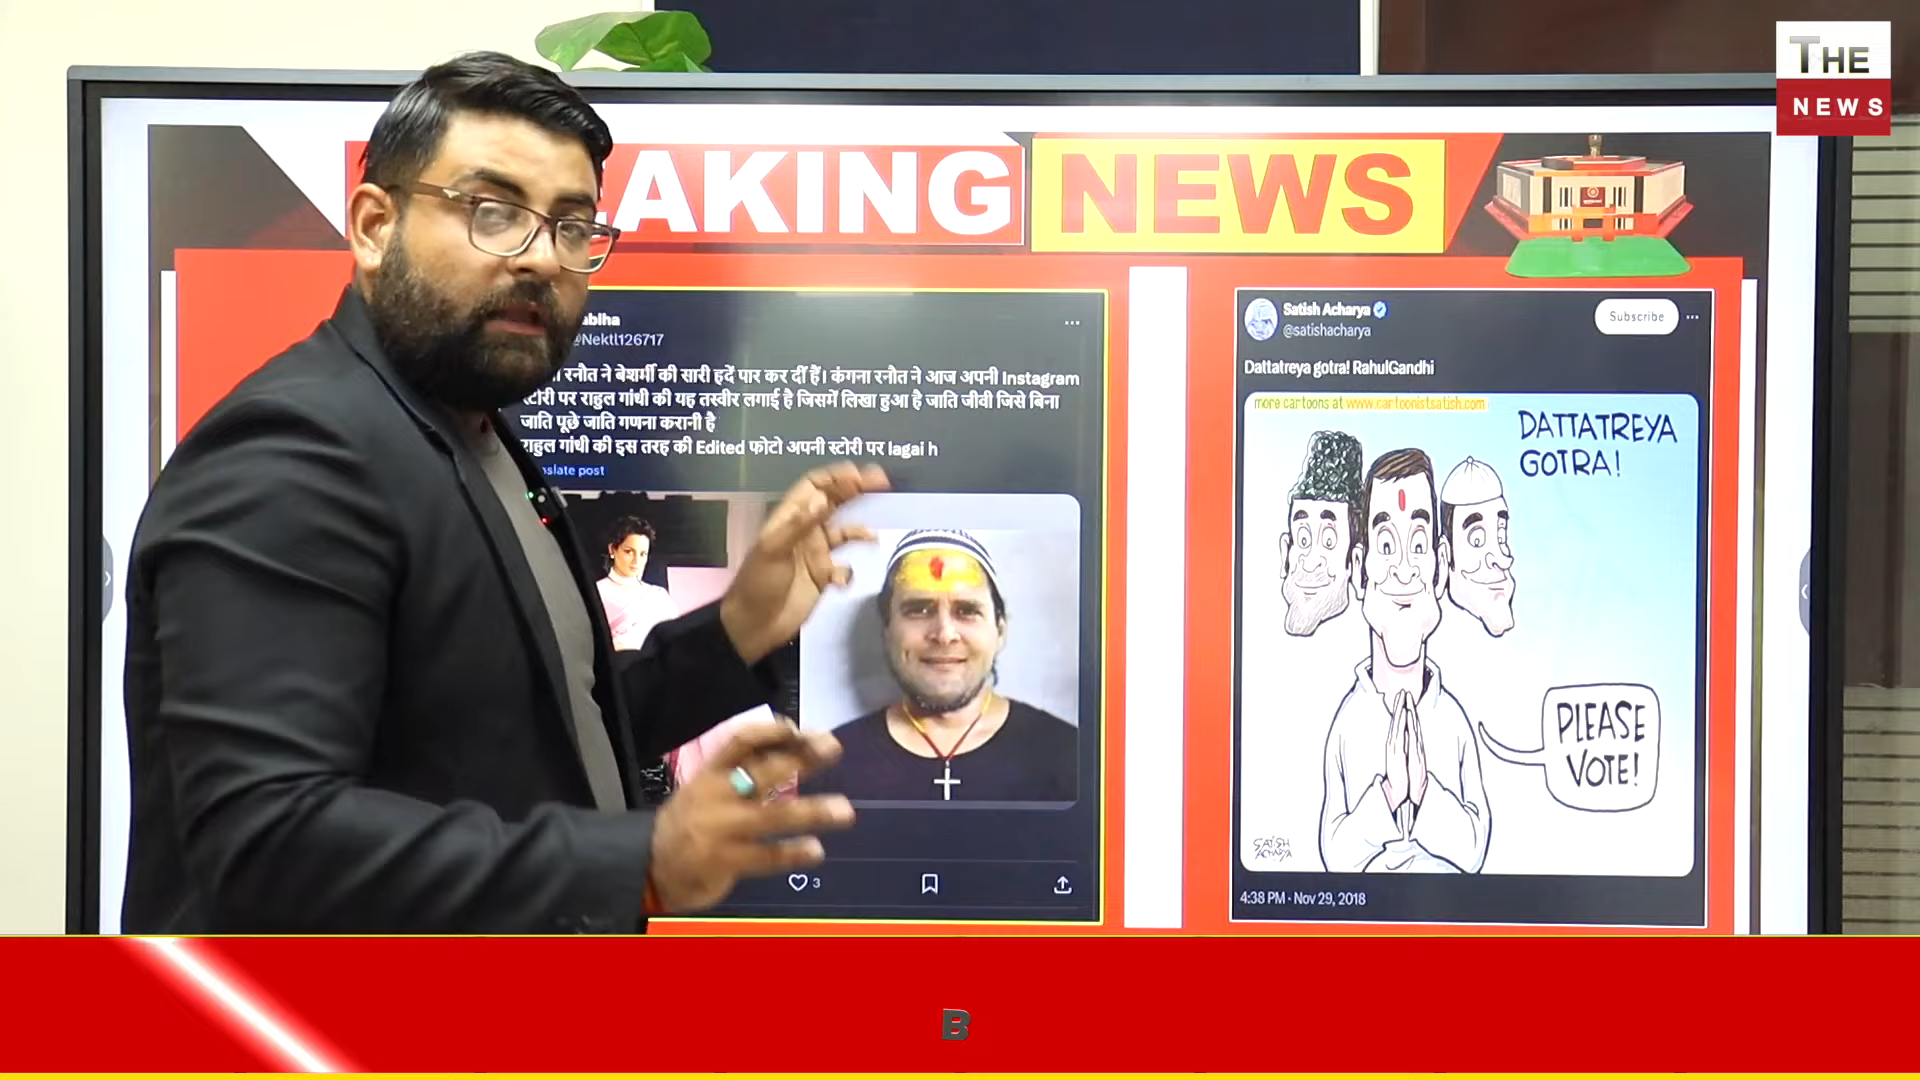 THE
NEWS
AKING NEWS
abiha
@Nektl126717
रनौत ने बेशर्मी की सारी हदें पार कर दीं हैं। कंगना रनौत ने आज अपनी Instagram
स्टोरी पर राहुल गांधी की यह तस्वीर लगाई है जिसमें लिखा हुआ है जाति जीवी जिसे बिना
जाति पूछे जाति गणना करानी है
राहुल गांधी की इस तरह की Edited फोटो अपनी स्टोरी पर lagai h
nslate post
3
Satish Acharya
@satishacharya
Subscribe
Dattatreya gotra! RahulGandhi
more cartoons at www.cartoonistsatish.com
DATTATREYA
GOTRA!
PLEASE
VOTE!
SATISH
ACHARYA
4:38 PM · Nov 29, 2018
B